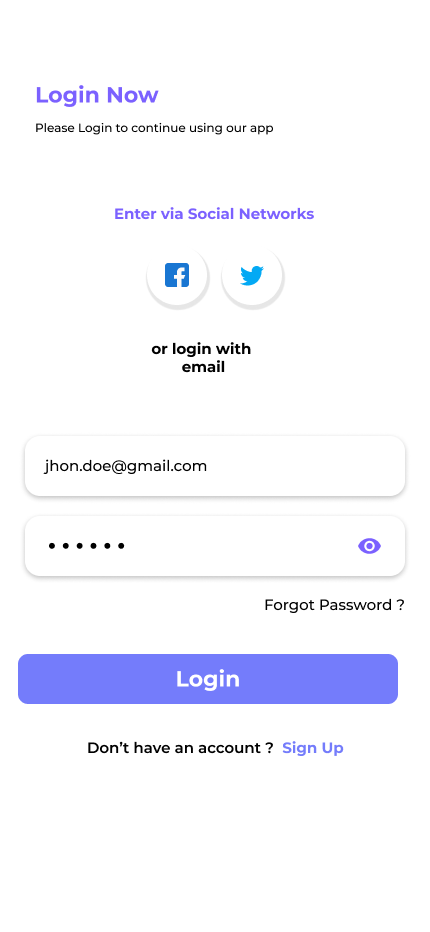 Login Now
Please Login to continue using our app
Enter via Social Networks
or login with
email
jhon.doe@gmail.com
••••••
Forgot Password ?
Login
Don’t have an account ? Sign Up